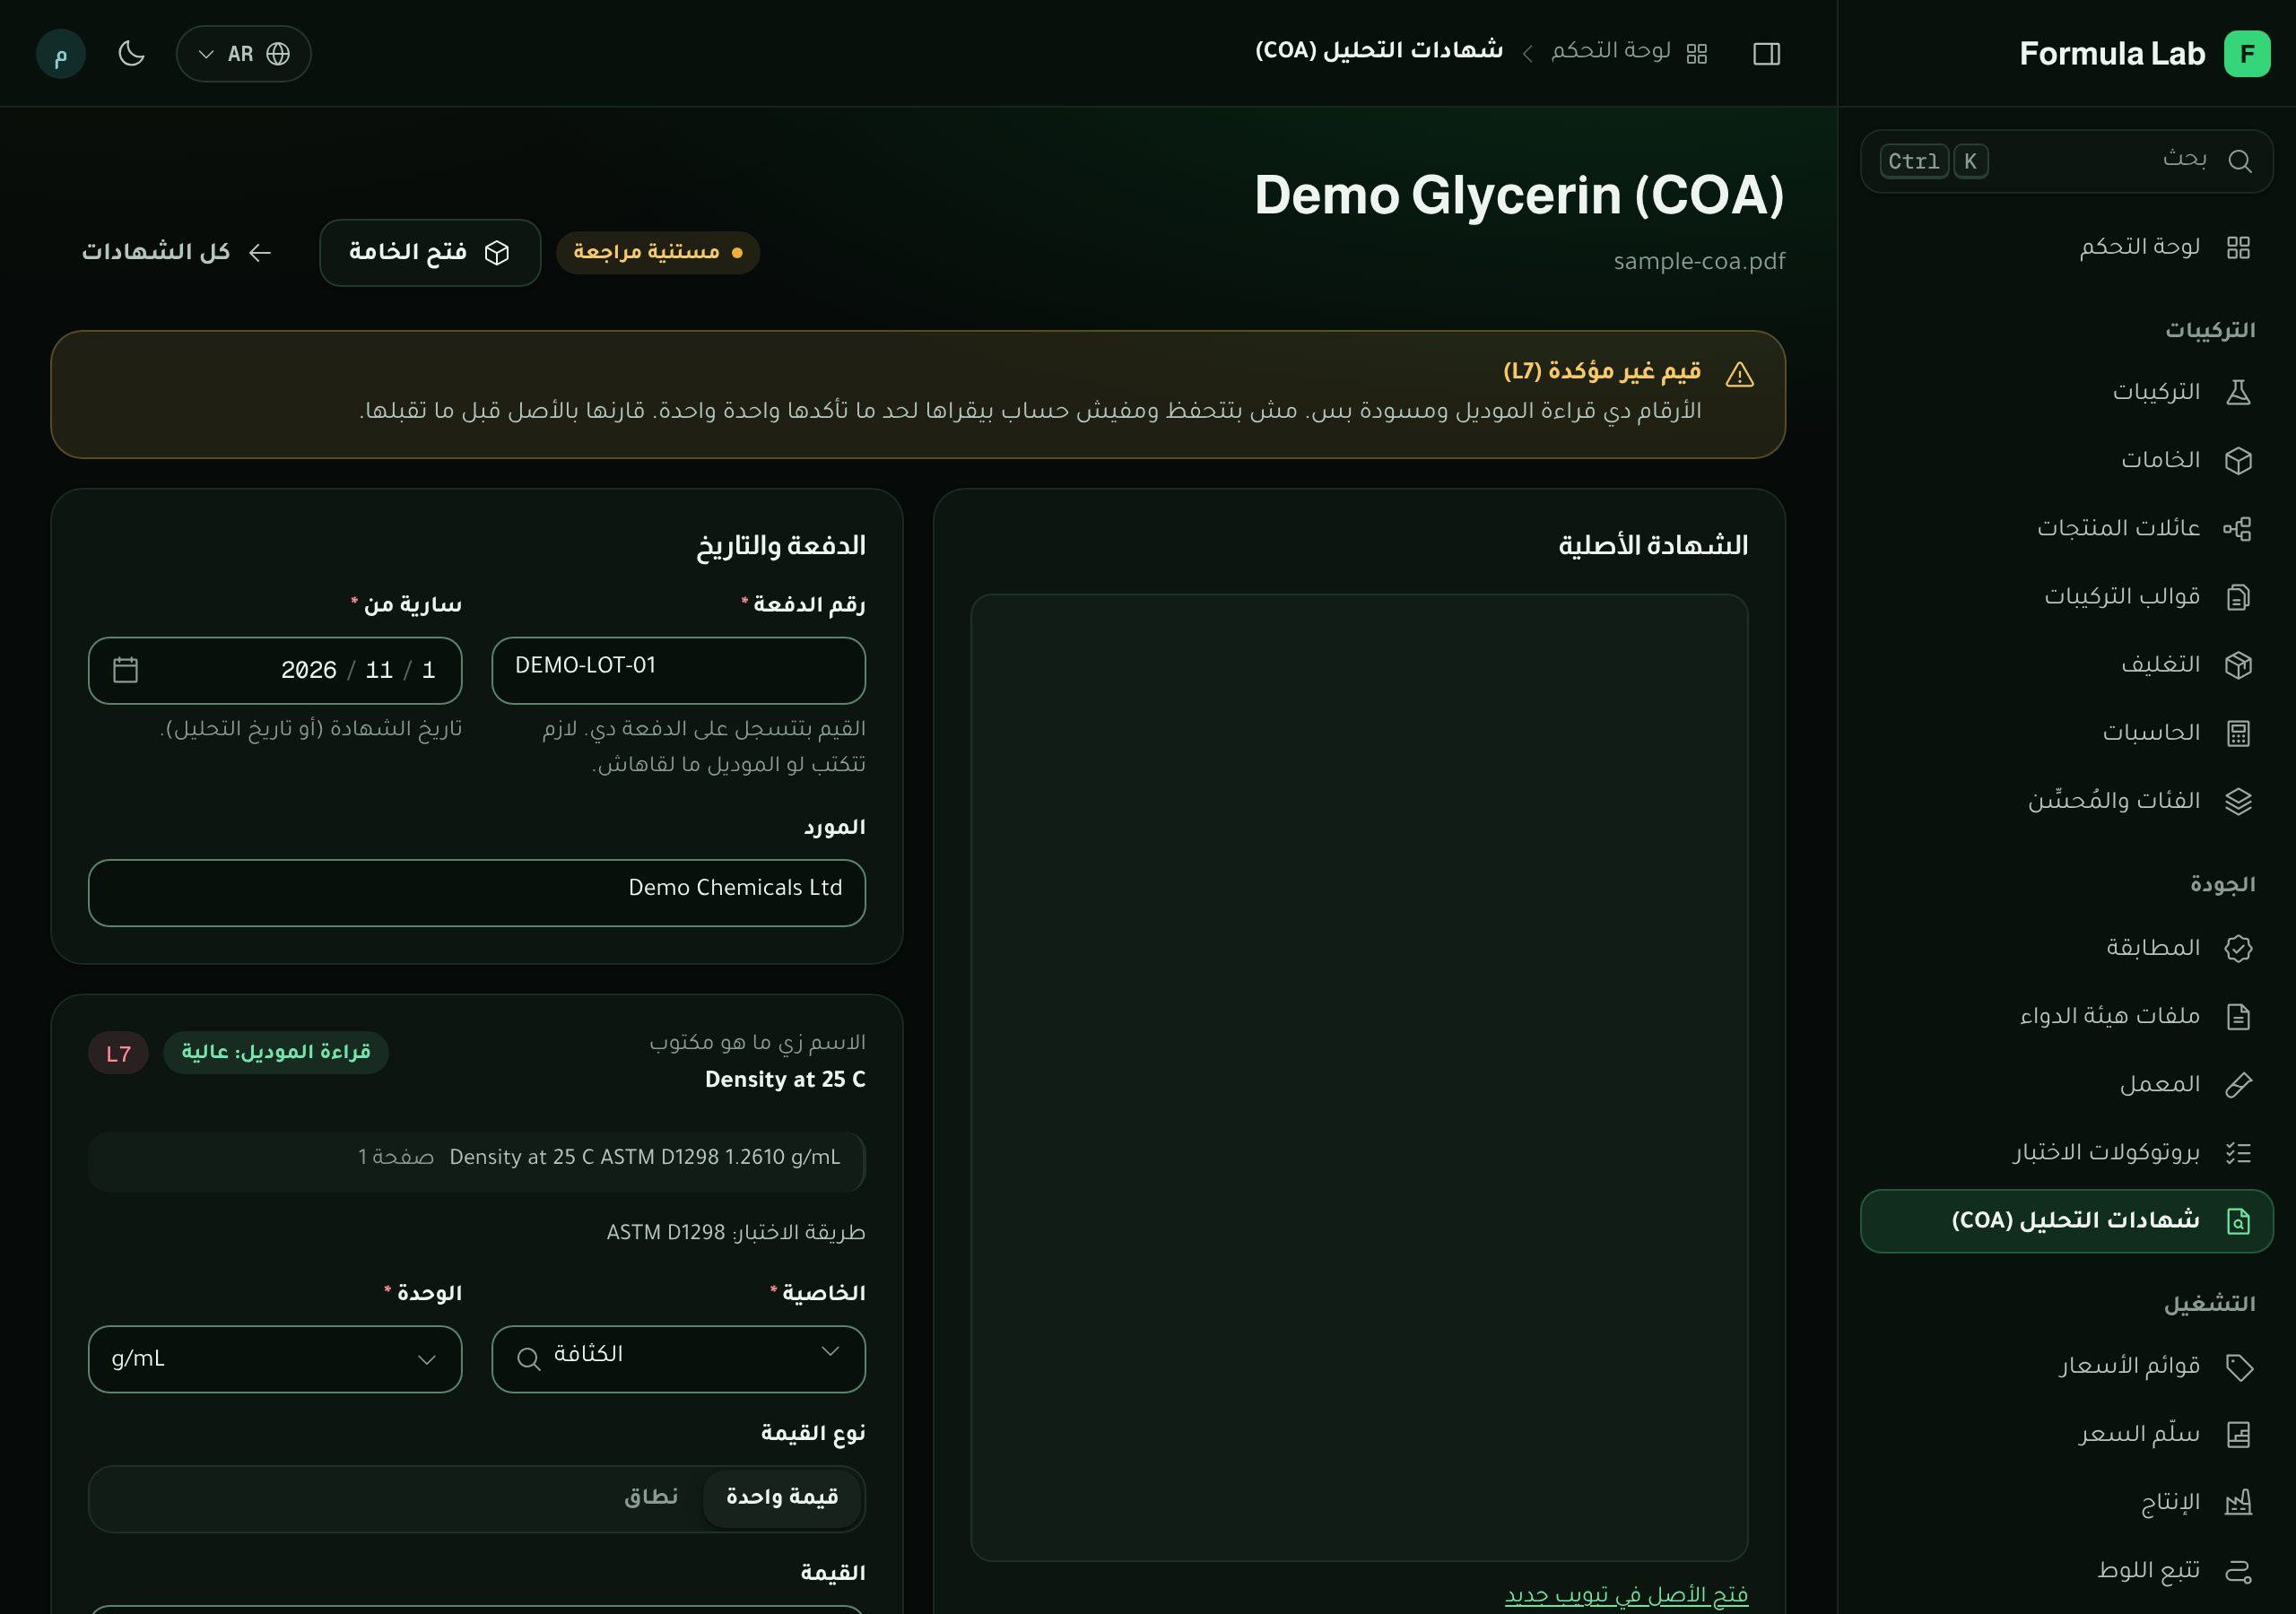 F Formula Lab
بحث Ctrl K
لوحة التحكم
التركيبات
التركيبات
الخامات
عائلات المنتجات
قوالب التركيبات
التغليف
الحاسبات
الفئات والمُحسِّن
الجودة
المطابقة
ملفات هيئة الدواء
المعمل
بروتوكولات الاختبار
شهادات التحليل (COA)
التشغيل
قوائم الأسعار
سلّم السعر
الإنتاج
تتبع اللوط
لوحة التحكم شهادات التحليل (COA)
AR
م
Demo Glycerin (COA)
sample-coa.pdf
مستنية مراجعة
فتح الخامة
كل الشهادات
قيم غير مؤكدة (L7)
الأرقام دي قراءة الموديل ومسودة بس. مش بتتحفظ ومفيش حساب بيقراها لحد ما تأكدها واحدة واحدة. قارنها بالأصل قبل ما تقبلها.
الشهادة الأصلية
فتح الأصل في تبويب جديد
الدفعة والتاريخ
رقم الدفعة *
DEMO-LOT-01
القيم بتتسجل على الدفعة دي. لازم
تتكتب لو الموديل ما لقاهاش.
سارية من *
1 / 11 / 2026
تاريخ الشهادة (أو تاريخ التحليل).
المورد
Demo Chemicals Ltd
الاسم زي ما هو مكتوب
Density at 25 C
قراءة الموديل: عالية
L7
Density at 25 C ASTM D1298 1.2610 g/mL صفحة 1
طريقة الاختبار: ASTM D1298
الخاصية *
الكثافة
الوحدة *
g/mL
نوع القيمة
قيمة واحدة نطاق
القيمة